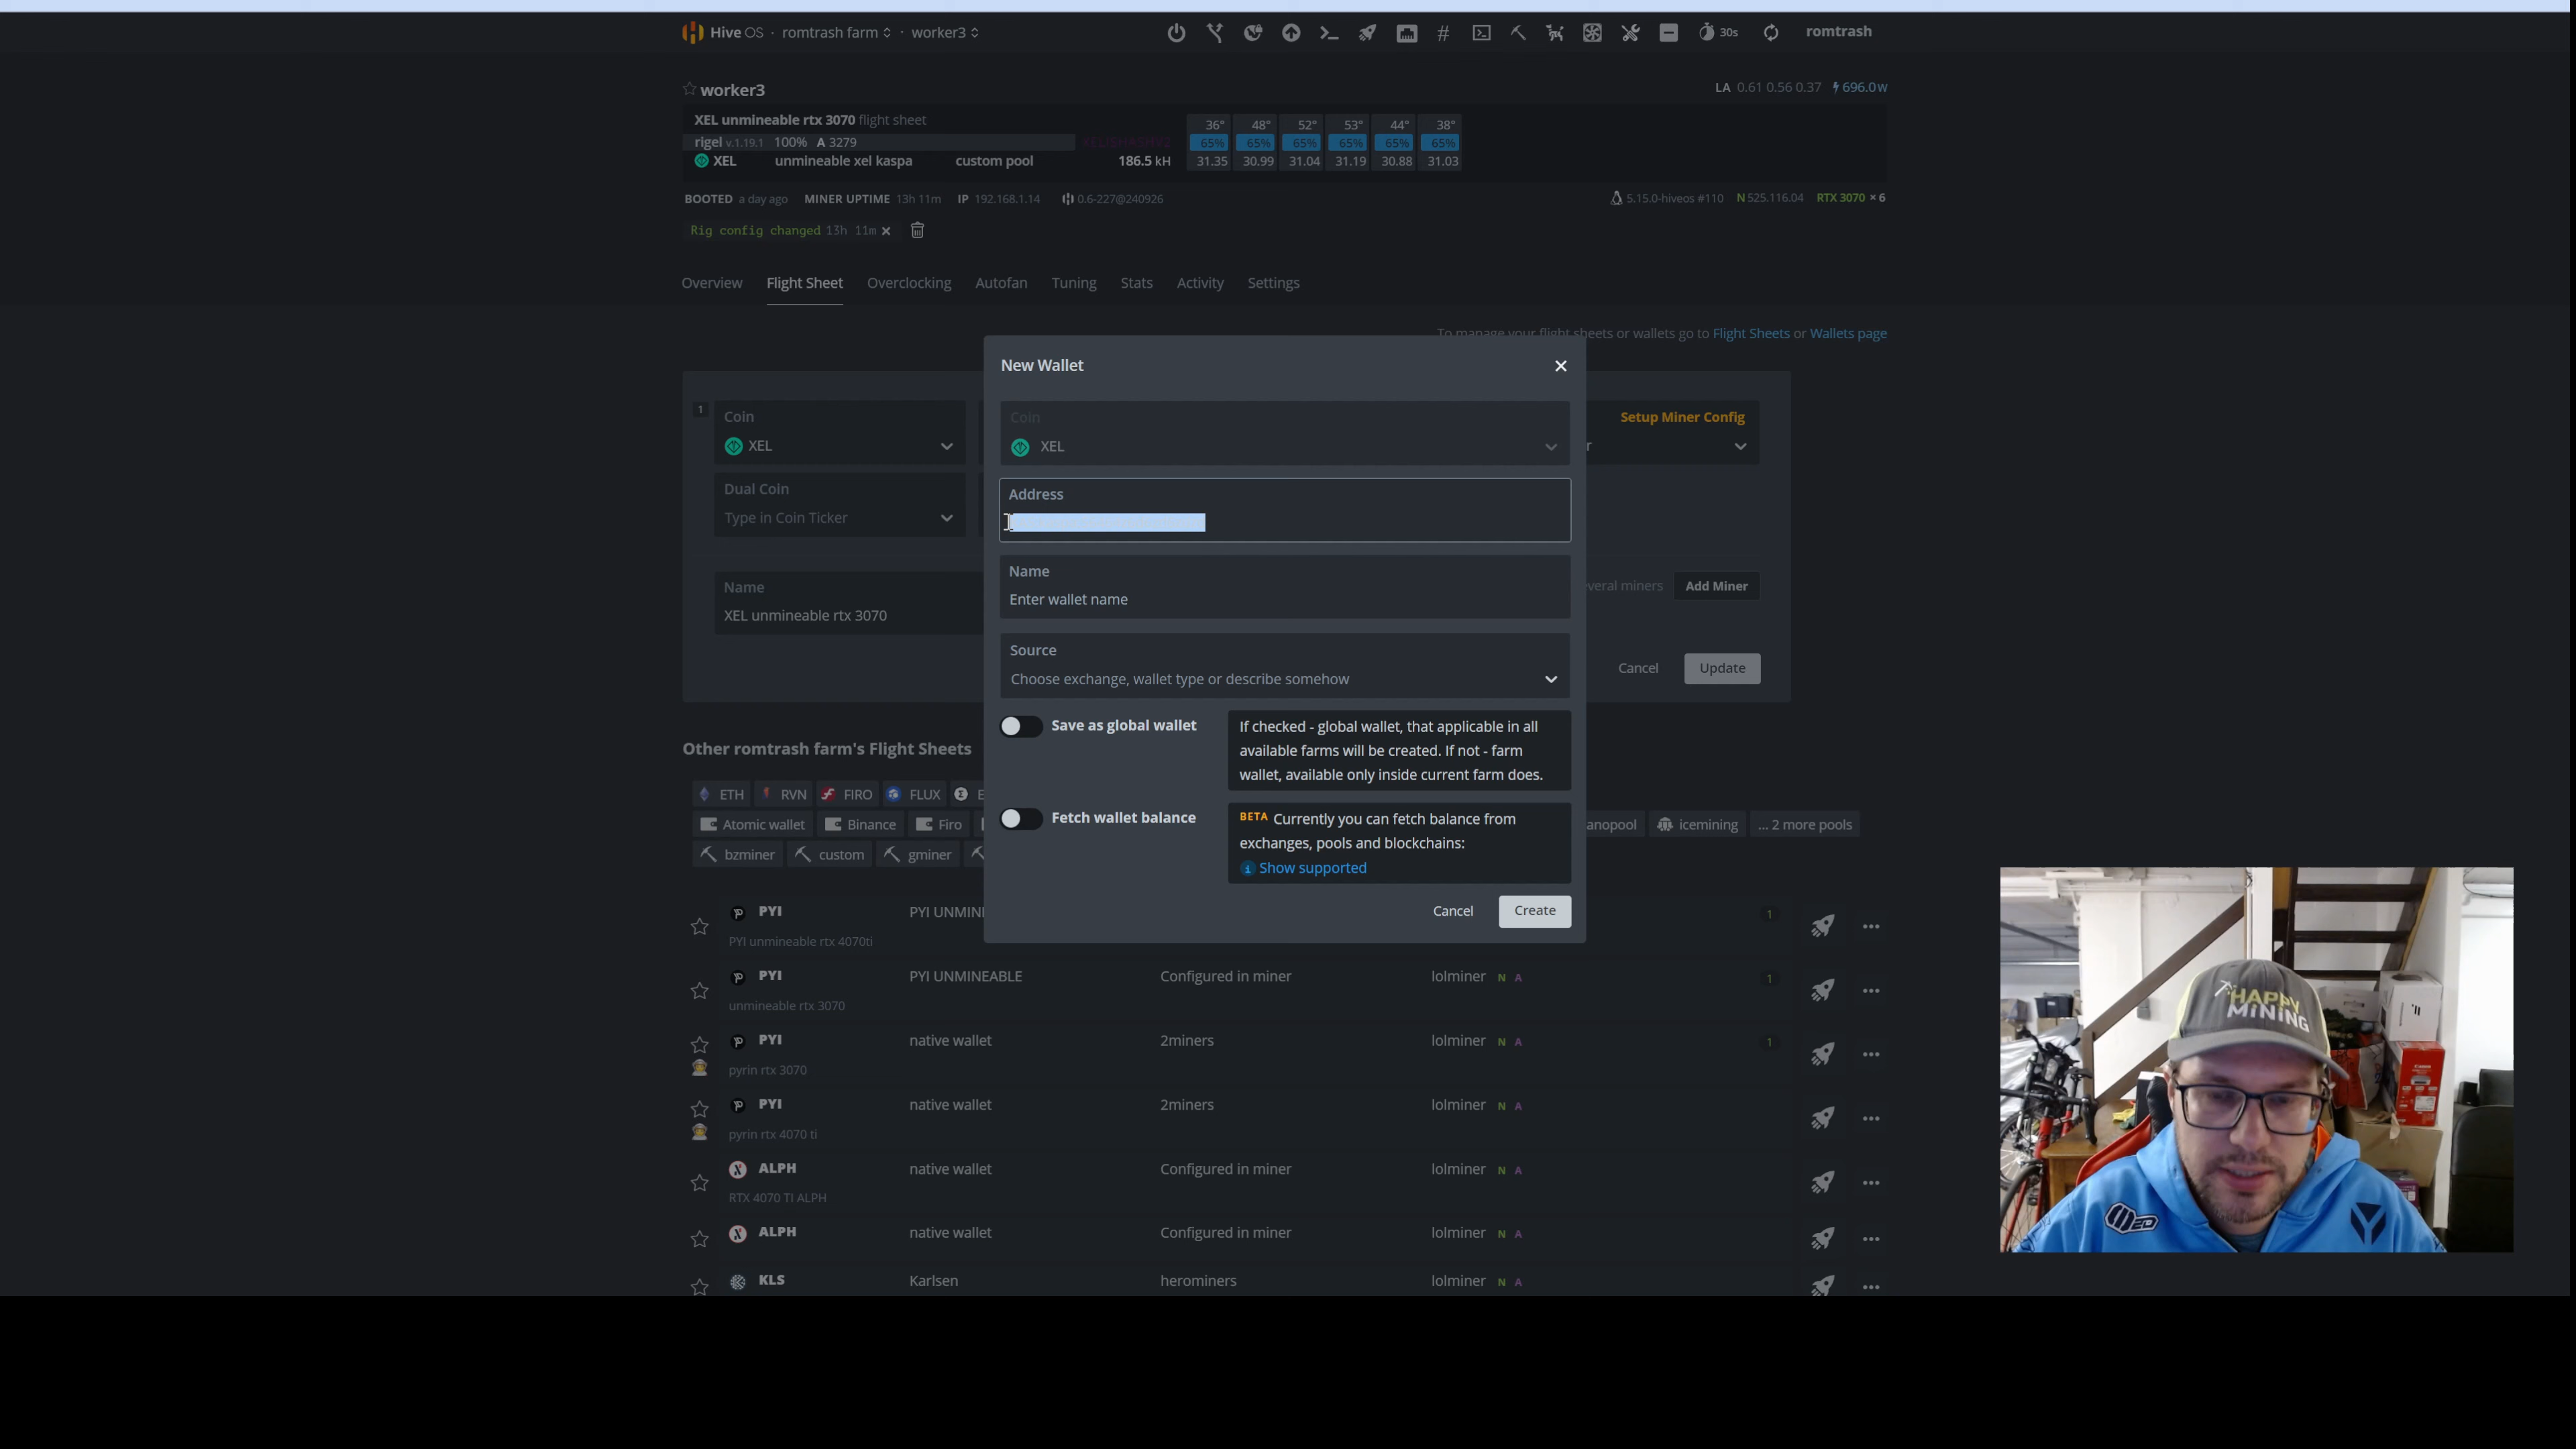 Hive OS · romtrash farm · worker3
# 30s romtrash
worker3
LA 0.61 0.56 0.37 696.0 W
XEL unmineable rtx 3070 flight sheet
36° 48° 52° 53° 44° 38°
rigel v.1.19.1 100% A 3279
65% 65% 65% 65% 65% 65%
XEL unmineable xel kaspa custom pool 186.5 kH
31.35 30.99 31.04 31.19 30.88 31.03
BOOTED a day ago MINER UPTIME 13h 11m IP 192.168.1.14 0.6-227@240926
5.15.0-hiveos #110 N 525.116.04 RTX 3070 × 6
Rig config changed 13h 11m ×
Overview Flight Sheet Overclocking Autofan Tuning Stats Activity Settings
To manage your flight sheets or wallets go to Flight Sheets or Wallets page
New Wallet
1 Coin
XEL
Dual Coin
Type in Coin Ticker
Name
XEL unmineable rtx 3070
Setup Miner Config
r
veral miners Add Miner
Cancel Update
Coin
XEL
Address
Name
Enter wallet name
Source
Choose exchange, wallet type or describe somehow
Save as global wallet
If checked - global wallet, that applicable in all
available farms will be created. If not - farm
wallet, available only inside current farm does.
Fetch wallet balance
BETA Currently you can fetch balance from
exchanges, pools and blockchains:
Show supported
Cancel Create
Other romtrash farm's Flight Sheets
ETH RVN FIRO FLUX E
Atomic wallet Binance Firo
anopool icemining ... 2 more pools
bzminer custom gminer
PYI PYI UNMIN 1
PYI unmineable rtx 4070ti
PYI PYI UNMINEABLE Configured in miner lolminer N A 1
unmineable rtx 3070
PYI native wallet 2miners lolminer N A 1
pyrin rtx 3070
PYI native wallet 2miners lolminer N A
pyrin rtx 4070 ti
ALPH native wallet Configured in miner lolminer N A
RTX 4070 TI ALPH
ALPH native wallet Configured in miner lolminer N A
KLS Karlsen herominers lolminer N A
HAPPY
MINING